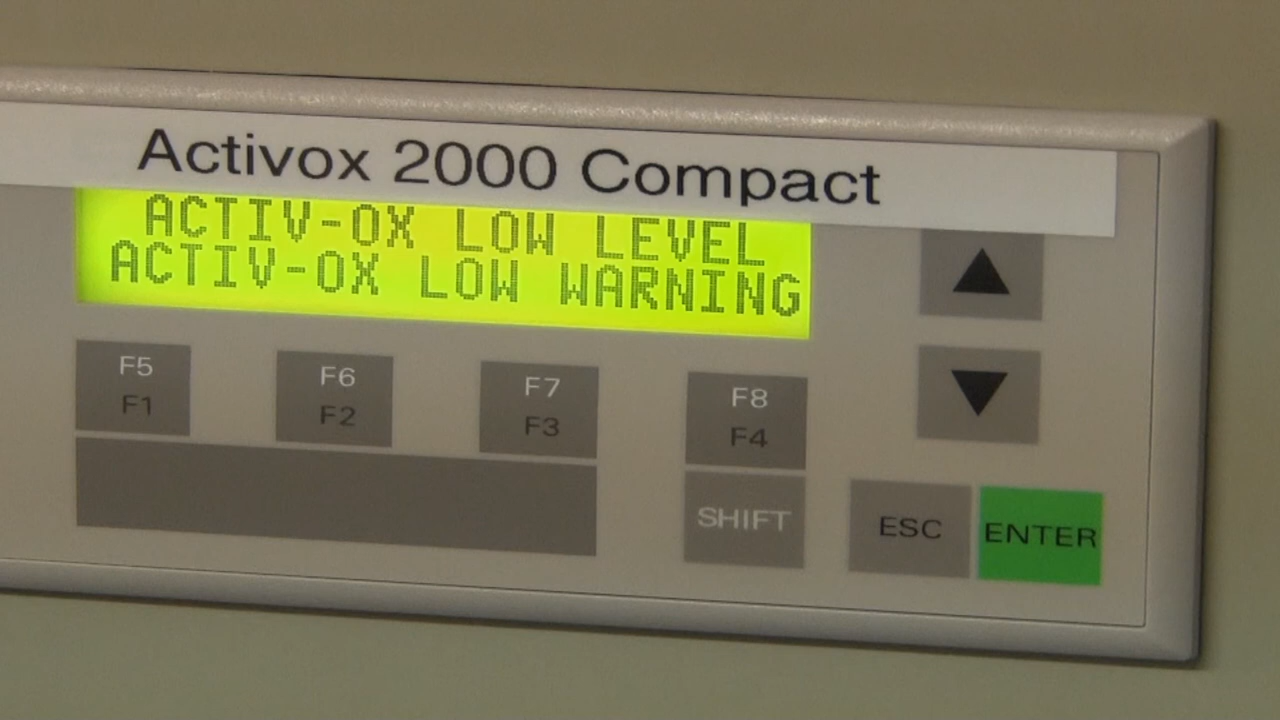 Activox 2000 Compact
ACTIV-OX LOW LEVEL
ACTIV-OX LOW WARNING
F5 F6 F7 F8
F1 F2 F3 F4
SHIFT ESC ENTER